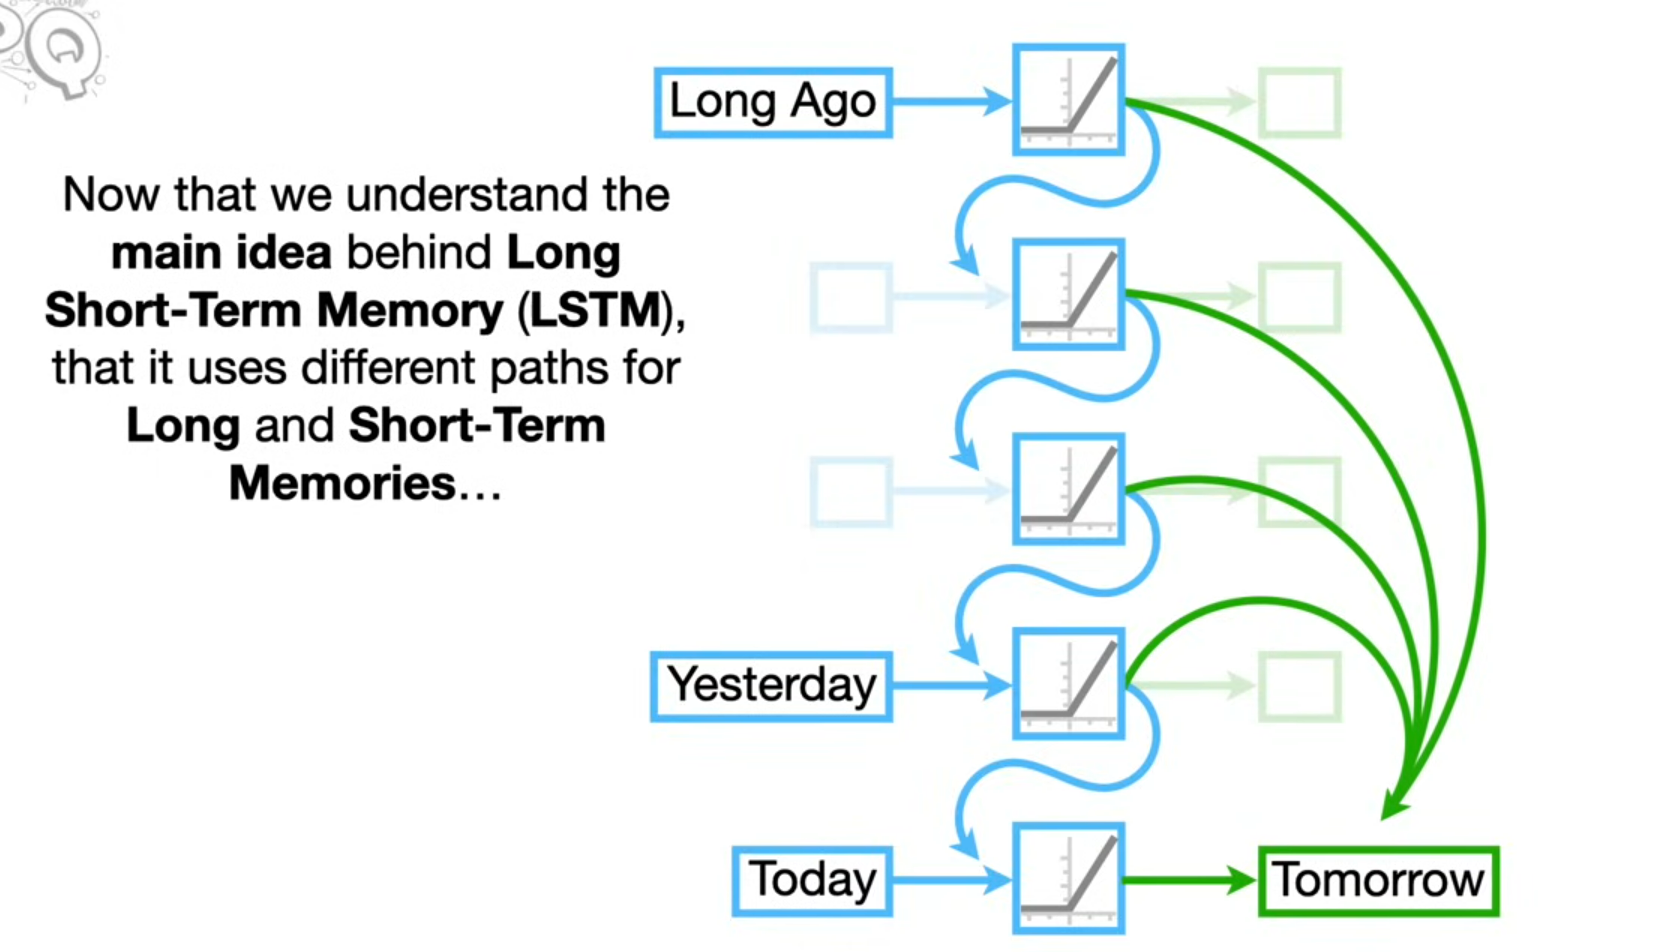 Q
Long Ago
Now that we understand the
main idea behind Long
Short-Term Memory (LSTM),
that it uses different paths for
Long and Short-Term
Memories…
Yesterday
Today
Tomorrow